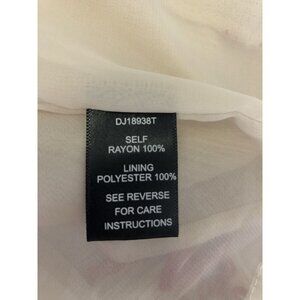 DJ18938T
SELF
RAYON 100%
LINING
POLYESTER 100%
SEE REVERSE
FOR CARE
INSTRUCTIONS